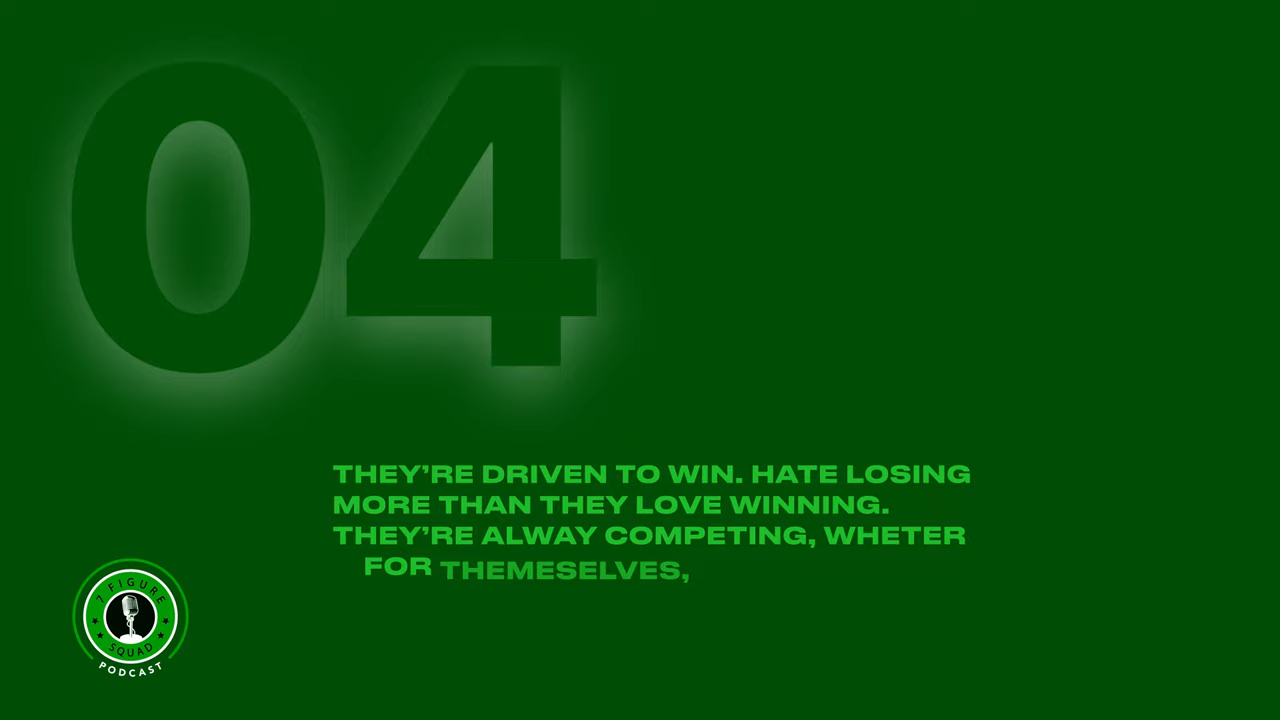 04
THEY’RE DRIVEN TO WIN. HATE LOSING
MORE THAN THEY LOVE WINNING.
THEY’RE ALWAY COMPETING, WHETER
FOR THEMESELVES,
7 FIGURE
SQUAD
PODCAST